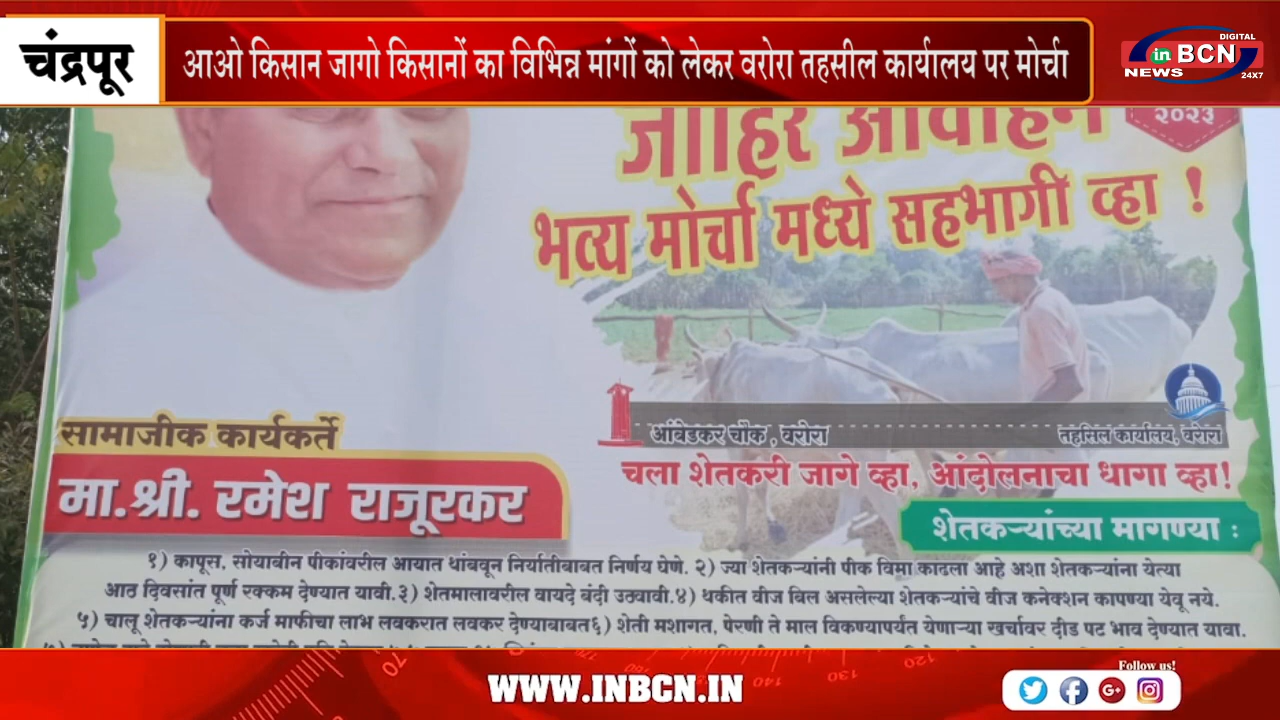 चंद्रपूर
आओ किसान जागो किसानों का विभिन्न मांगों को लेकर वरोरा तहसील कार्यालय पर मोर्चा
DIGITAL
in BCN
NEWS 24X7
२०२३
जाहिर आवाहन
भव्य मोर्चा मध्ये सहभागी व्हा !
आंबेडकर चौक , वरोरा
तहसिल कार्यालय, वरोरा
सामाजीक कार्यकर्ते
चला शेतकरी जागे व्हा, आंदोलनाचा धागा व्हा!
मा.श्री. रमेश राजूरकर
शेतकऱ्यांच्या मागण्या :
१) कापूस, सोयाबीन पीकांवरील आयात थांबवून निर्यातीबाबत निर्णय घेणे. २) ज्या शेतकऱ्यांनी पीक विमा काढला आहे अशा शेतकऱ्यांना येत्या
आठ दिवसांत पूर्ण रक्कम देण्यात यावी.३) शेतमालावरील वायदे बंदी उठवावी.४) थकीत वीज बिल असलेल्या शेतकऱ्यांचे वीज कनेक्शन कापण्या येवू नये.
५) चालू शेतकऱ्यांना कर्ज माफीचा लाभ लवकरात लवकर देण्याबाबत६) शेती मशागत, पेरणी ते माल विकण्यापर्यंत येणाऱ्या खर्चावर दीड पट भाव देण्यात यावा.
WWW.INBCN.IN
Follow us!